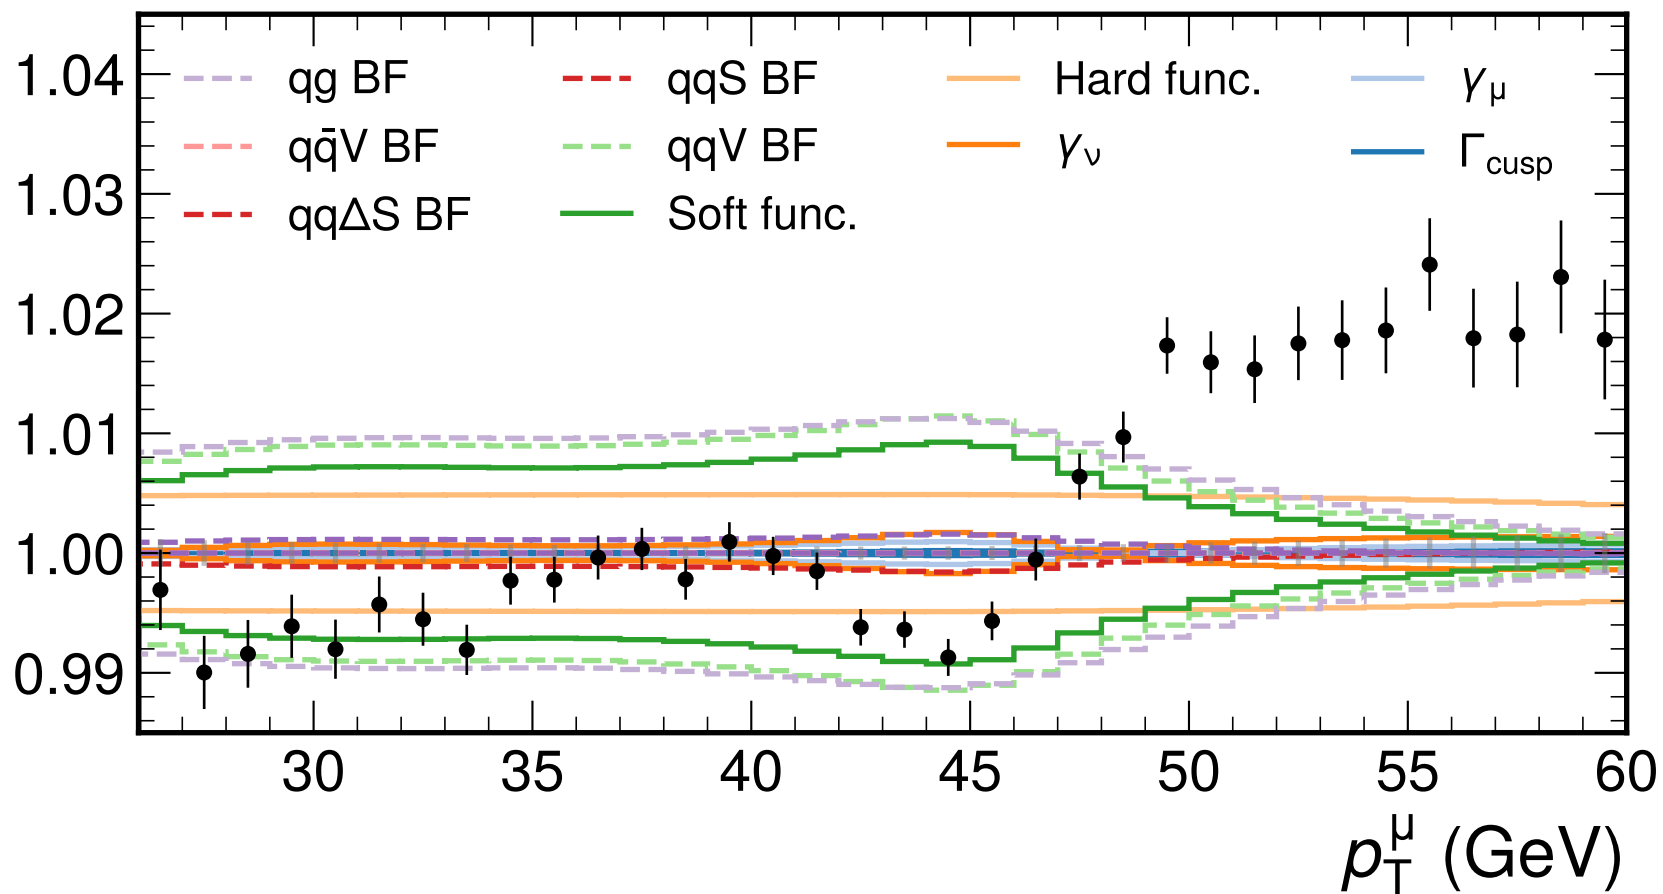 1.04
1.03
1.02
1.01
1.00
0.99
qg BF
qq̄V BF
qqΔS BF
qqS BF
qqV BF
Soft func.
Hard func.
γν
γμ
Γcusp
30 35 40 45 50 55 60
pTμ (GeV)